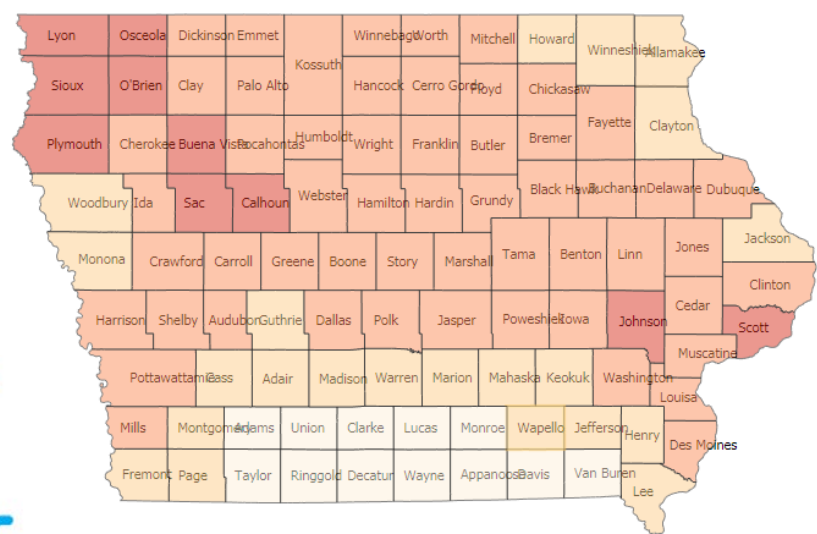 Lyon Osceola Dickinson Emmet Winnebago Worth Mitchell Howard Winneshiek Allamakee
Kossuth
Sioux O'Brien Clay Palo Alto Hancock Cerro Gordo Floyd Chickasaw
Fayette Clayton
Plymouth Cherokee Buena Vista Pocahontas Humboldt Wright Franklin Butler Bremer
Woodbury Ida Sac Calhoun Webster Hamilton Hardin Grundy Black Hawk Buchanan Delaware Dubuque
Jones Jackson
Monona Crawford Carroll Greene Boone Story Marshall Tama Benton Linn
Clinton
Cedar
Harrison Shelby Audubon Guthrie Dallas Polk Jasper Poweshiek Iowa Johnson Scott
Muscatine
Pottawattamie Cass Adair Madison Warren Marion Mahaska Keokuk Washington
Louisa
Mills Montgomery Adams Union Clarke Lucas Monroe Wapello Jefferson Henry
Des Moines
Fremont Page Taylor Ringgold Decatur Wayne Appanoose Davis Van Buren
Lee